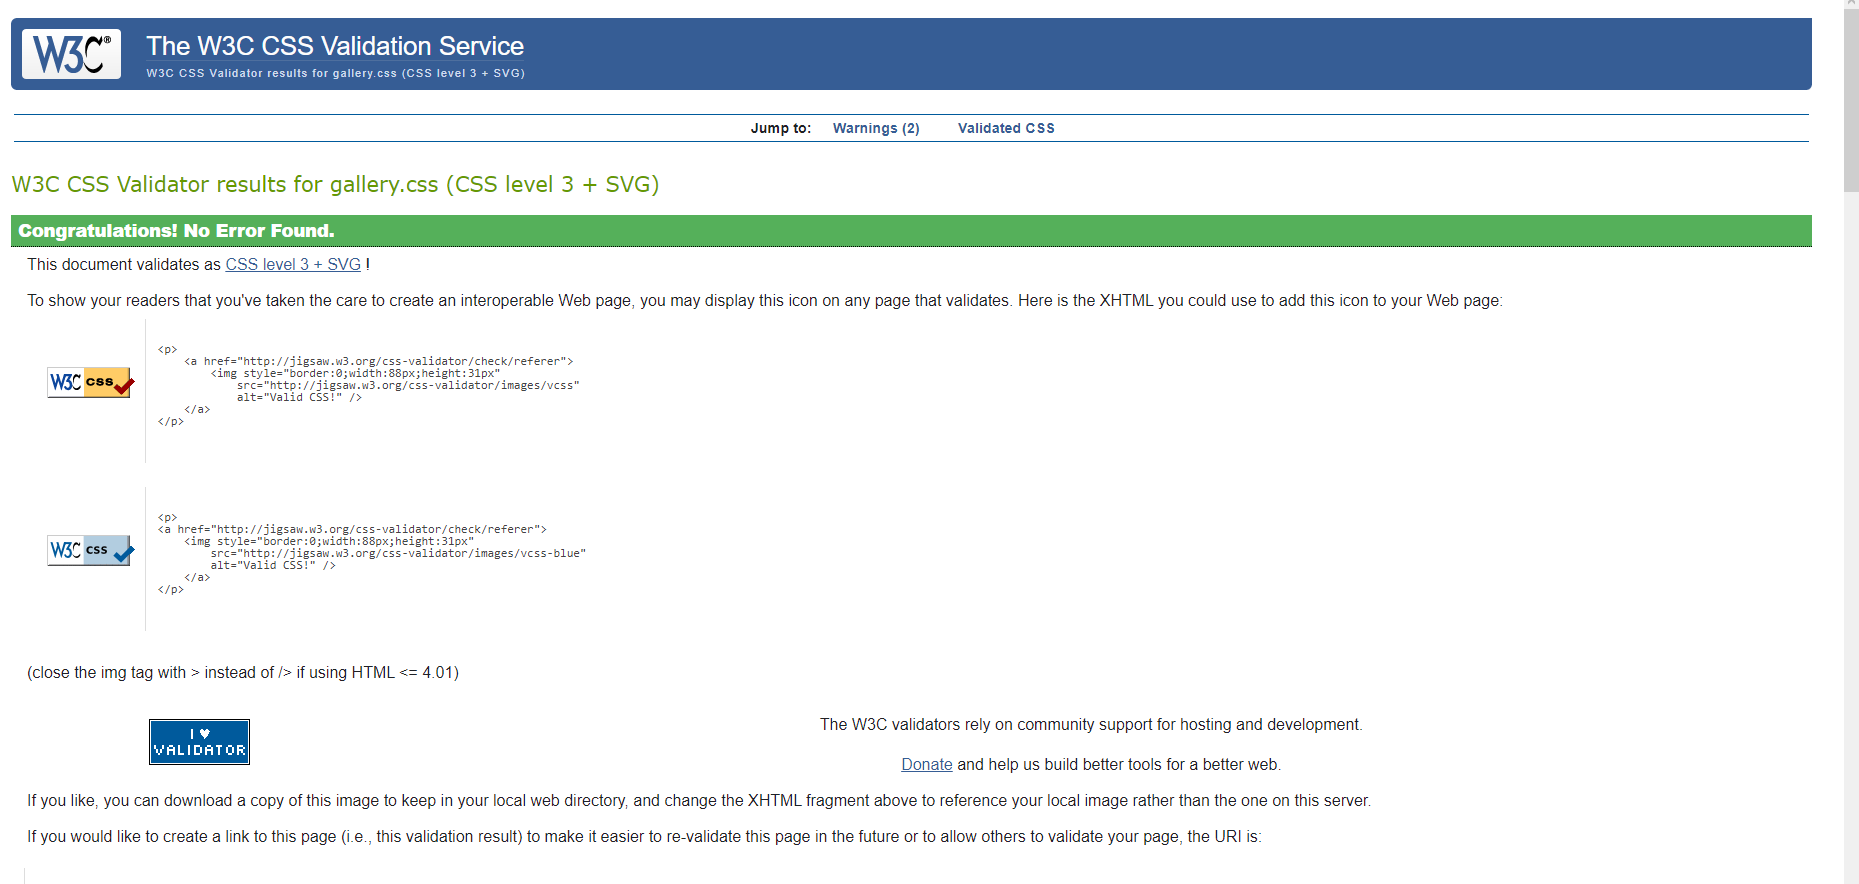 W3C®
The W3C CSS Validation Service
W3C CSS Validator results for gallery.css (CSS level 3 + SVG)
Jump to: Warnings (2) Validated CSS
W3C CSS Validator results for gallery.css (CSS level 3 + SVG)
Congratulations! No Error Found.
This document validates as CSS level 3 + SVG !
To show your readers that you've taken the care to create an interoperable Web page, you may display this icon on any page that validates. Here is the XHTML you could use to add this icon to your Web page:
W3C css
<p>
<a href="http://jigsaw.w3.org/css-validator/check/referer">
<img style="border:0;width:88px;height:31px"
src="http://jigsaw.w3.org/css-validator/images/vcss"
alt="Valid CSS!" />
</a>
</p>
W3C css
<p>
<a href="http://jigsaw.w3.org/css-validator/check/referer">
<img style="border:0;width:88px;height:31px"
src="http://jigsaw.w3.org/css-validator/images/vcss-blue"
alt="Valid CSS!" />
</a>
</p>
(close the img tag with > instead of /> if using HTML <= 4.01)
I ♥
VALIDATOR
The W3C validators rely on community support for hosting and development.
Donate and help us build better tools for a better web.
If you like, you can download a copy of this image to keep in your local web directory, and change the XHTML fragment above to reference your local image rather than the one on this server.
If you would like to create a link to this page (i.e., this validation result) to make it easier to re-validate this page in the future or to allow others to validate your page, the URI is: